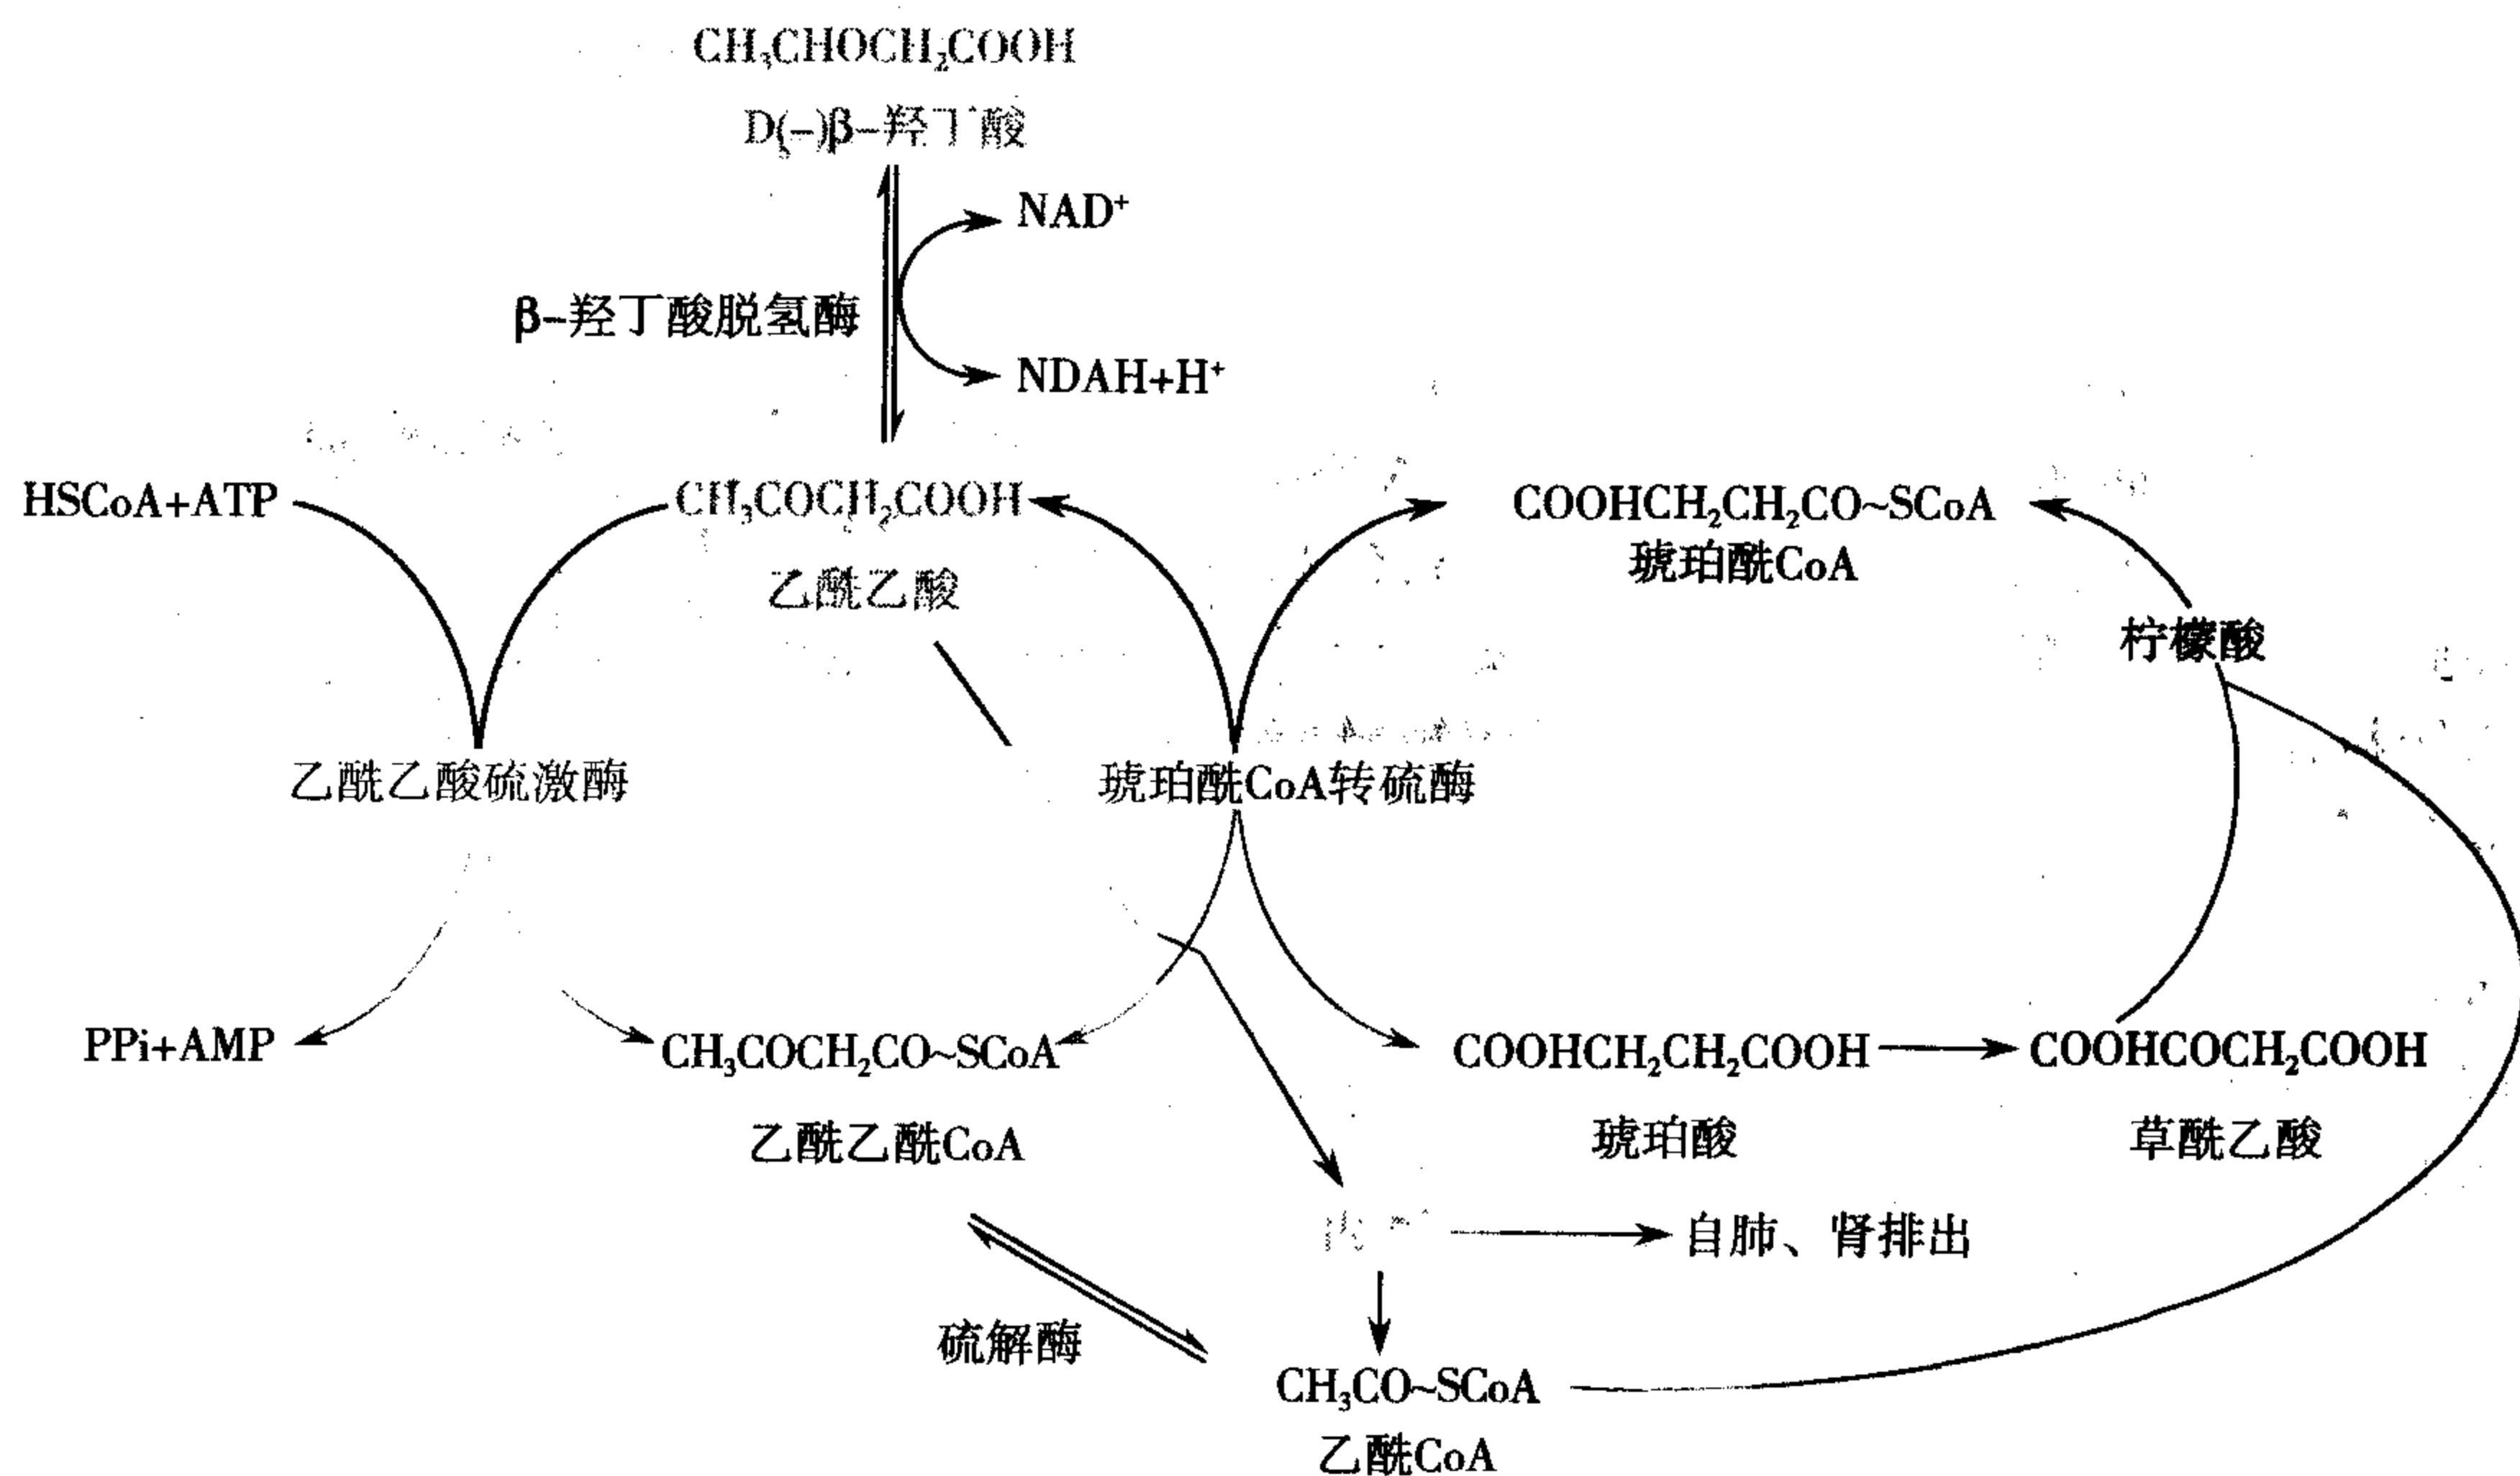 CH₃CHOCH₂COOH
D(-)β-羟丁酸
NAD⁺
β-羟丁酸脱氢酶
NDAH+H⁺
HSCoA+ATP
CH₃COCH₂COOH
COOHCH₂CH₂CO~SCoA
乙酰乙酸
琥珀酰CoA
柠檬酸
乙酰乙酸硫激酶
琥珀酰CoA转硫酶
PPi+AMP
CH₃COCH₂CO~SCoA
COOHCH₂CH₂COOH
COOHCOCH₂COOH
乙酰乙酰CoA
琥珀酸
草酰乙酸
自肺、肾排出
硫解酶
CH₃CO~SCoA
乙酰CoA